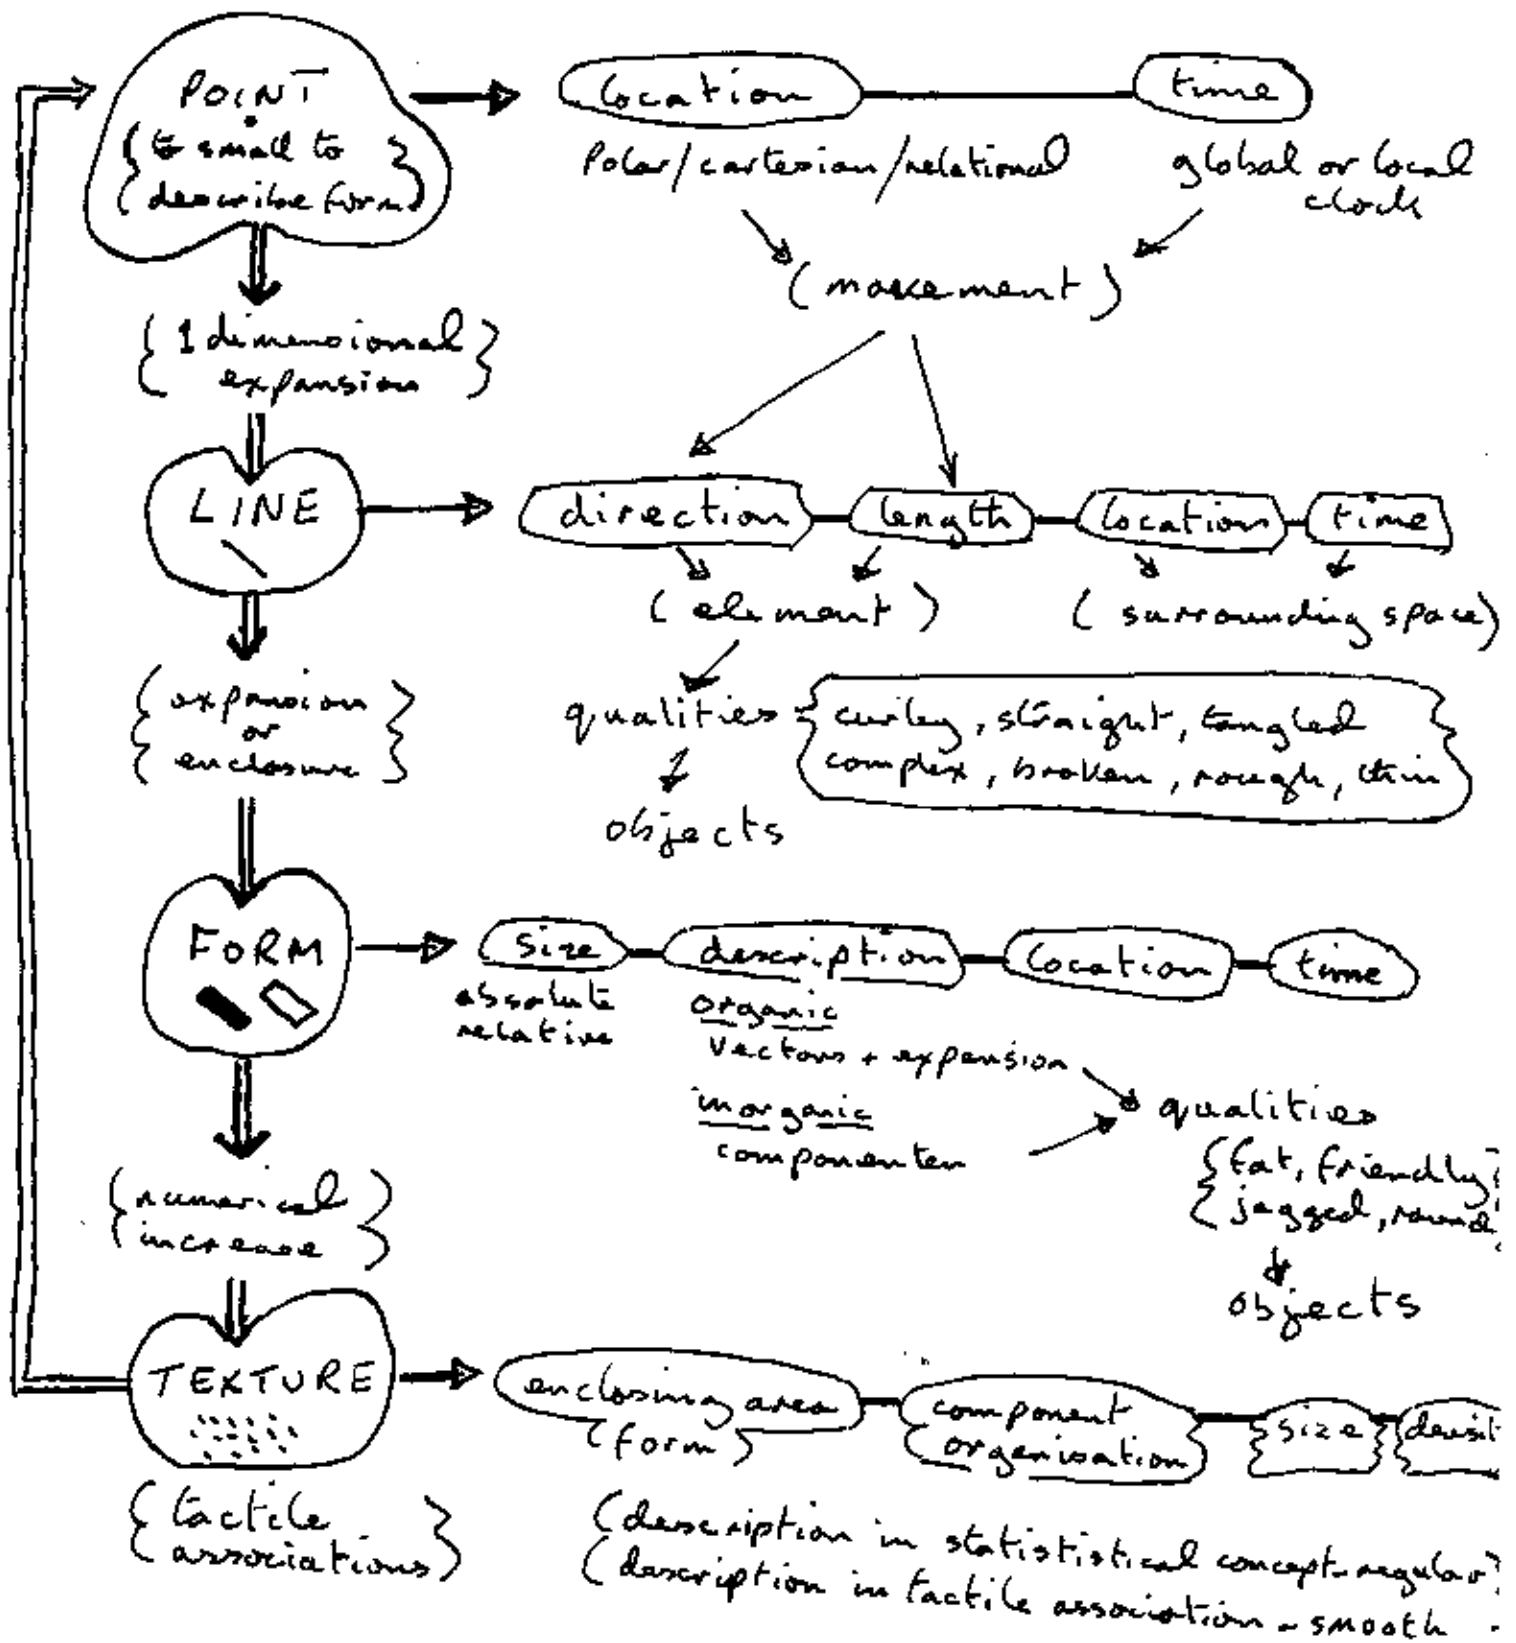 POINT
{ to small to }
{ describe form }
location
time
Polar/cartesian/relational
global or local
clock
( movement )
{ 1 dimensional }
{ expansion }
LINE
direction
length
location
time
( element )
( surrounding space )
{ expansion
or
enclosure }
qualities
{ curley, straight, tangled
complex, broken, rough, thin }
objects
FORM
size
description
location
time
absolute
relative
organic
vectors + expansion
inorganic
componenten
qualities
{ fat, friendly
{ jagged, round
objects
{ numerical
{ increase }
TEXTURE
enclosing area
(form)
component
organisation
size
densit
{ tactile
associations }
(description in statististical concept - regular
(description in tactile association - smooth